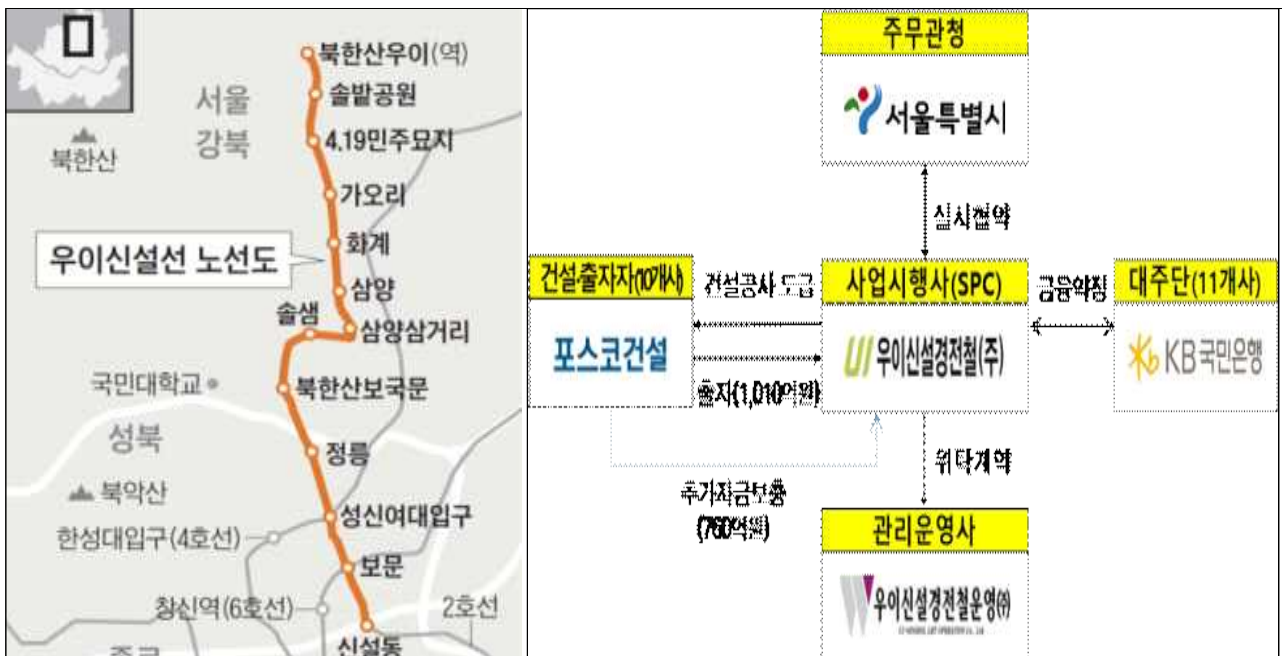 북한산우이(역)
솔밭공원
서울
강북
4.19민주묘지
북한산
가오리
화계
우이신설선 노선도
삼양
솔샘
삼양삼거리
국민대학교
북한산보국문
성북
정릉
북악산
성신여대입구
한성대입구(4호선)
보문
창신역(6호선)
2호선
신설동
주무관청
서울특별시
실시협약
건설·출자자(10개사)
건설공사 도급
사업시행사(SPC)
금융약정
대주단(11개사)
포스코건설
UI 우이신설경전철(주)
KB국민은행
출자(1,010억원)
위탁계약
추가자금보충
(760억원)
관리운영사
우이신설경전철운영㈜